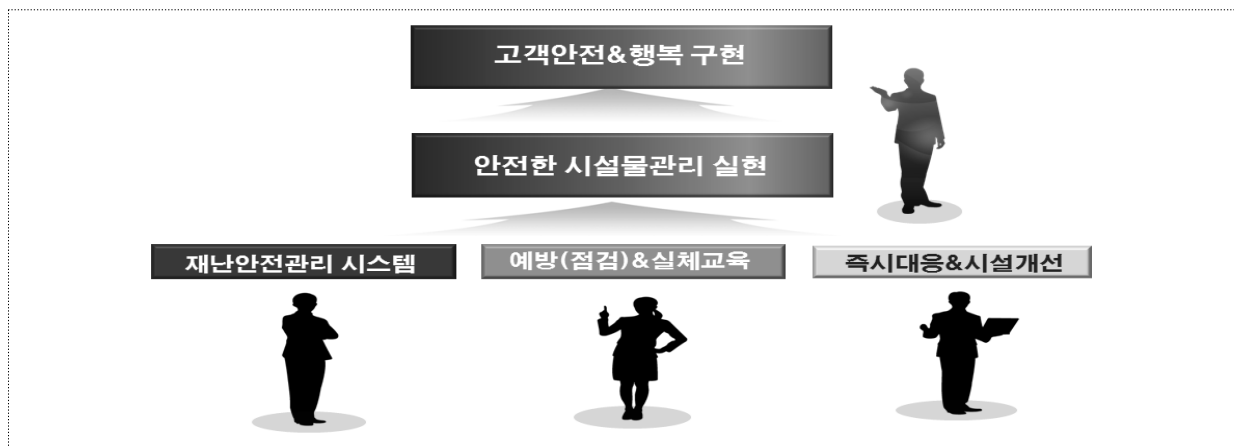 고객안전&행복 구현
안전한 시설물관리 실현
재난안전관리 시스템
예방(점검)&실체교육
즉시대응&시설개선